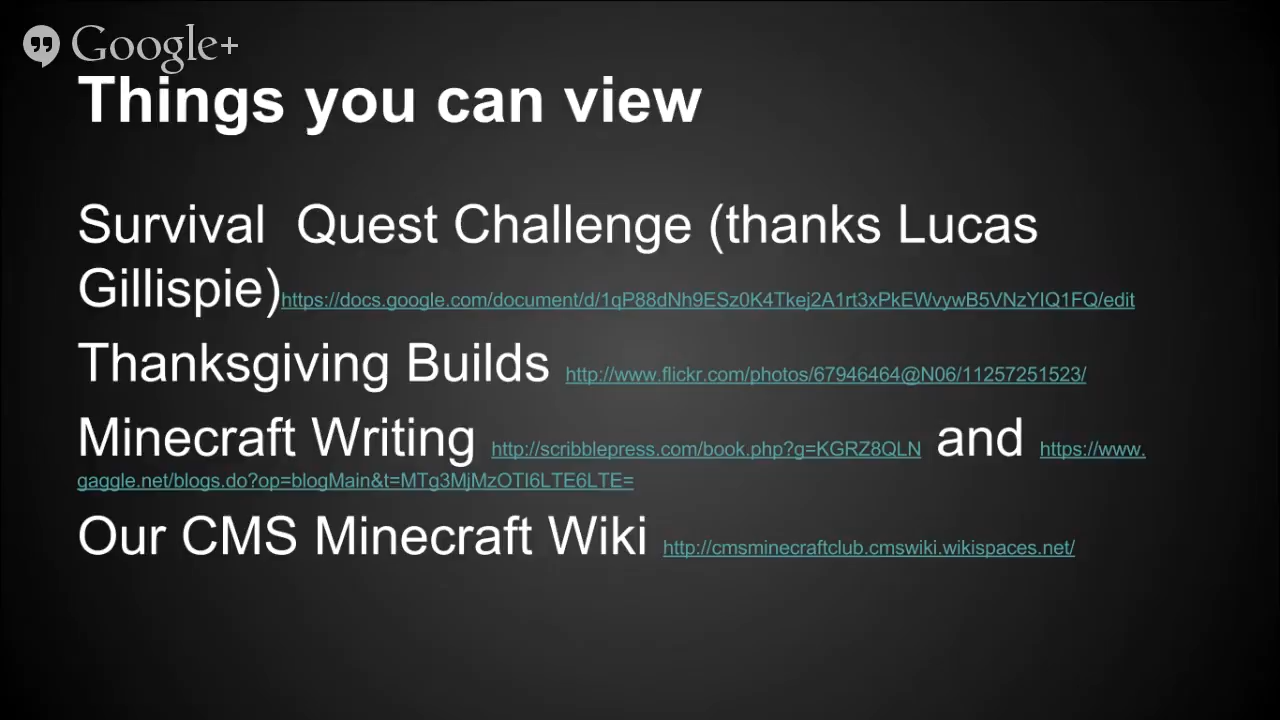 Google+
Things you can view
Survival  Quest Challenge (thanks Lucas
Gillispie)https://docs.google.com/document/d/1qP88dNh9ESz0K4Tkej2A1rt3xPkEWvywB5VNzYlQ1FQ/edit
Thanksgiving Builds http://www.flickr.com/photos/67946464@N06/11257251523/
Minecraft Writing http://scribblepress.com/book.php?g=KGRZ8QLN and https://www.
gaggle.net/blogs.do?op=blogMain&t=MTg3MjMzOTI6LTE6LTE=
Our CMS Minecraft Wiki http://cmsminecraftclub.cmswiki.wikispaces.net/